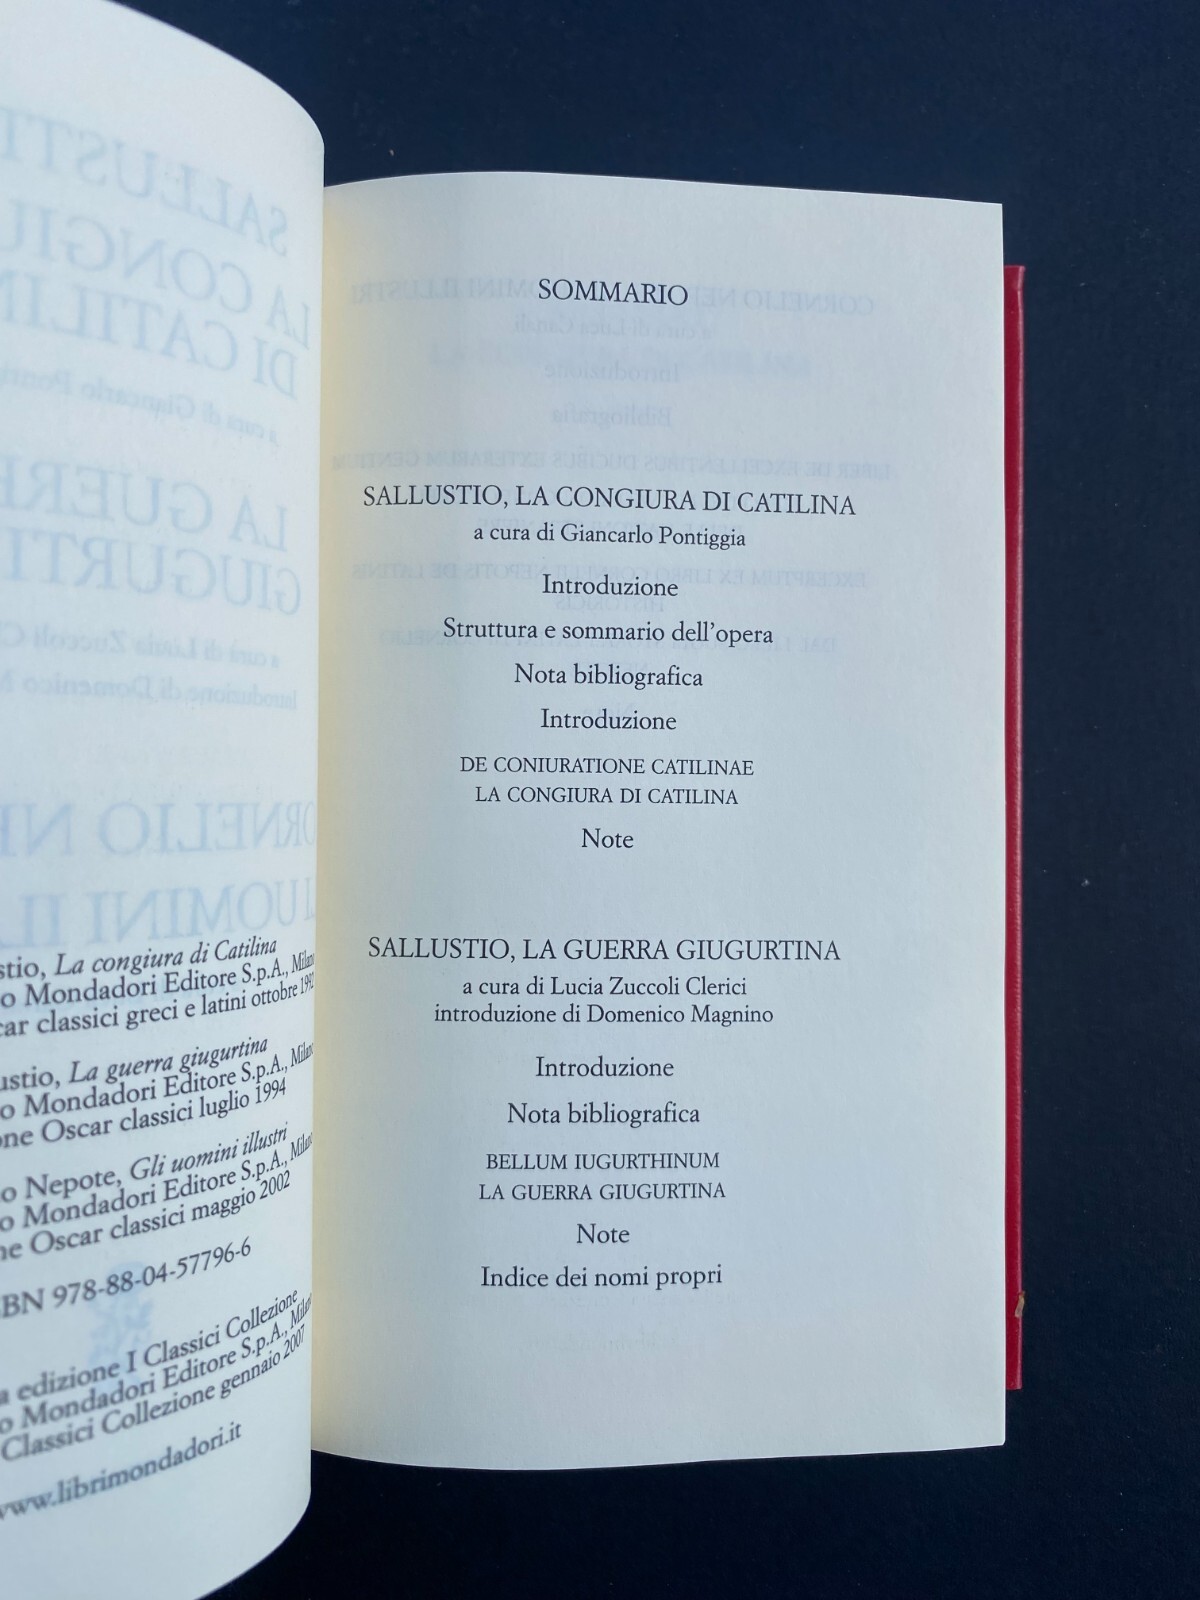 stio, La congiura di Catilina
o Mondadori Editore S.p.A., Milano
car classici greci e latini ottobre 1992
ustio, La guerra giugurtina
o Mondadori Editore S.p.A., Milano
one Oscar classici luglio 1994
o Nepote, Gli uomini illustri
o Mondadori Editore S.p.A., Milano
ne Oscar classici maggio 2002
BN 978-88-04-57796-6
a edizione I Classici Collezione
o Mondadori Editore S.p.A., Milano
Classici Collezione gennaio 2007
www.librimondadori.it
SOMMARIO
SALLUSTIO, LA CONGIURA DI CATILINA
a cura di Giancarlo Pontiggia
Introduzione
Struttura e sommario dell'opera
Nota bibliografica
Introduzione
DE CONIURATIONE CATILINAE
LA CONGIURA DI CATILINA
Note
SALLUSTIO, LA GUERRA GIUGURTINA
a cura di Lucia Zuccoli Clerici
introduzione di Domenico Magnino
Introduzione
Nota bibliografica
BELLUM IUGURTHINUM
LA GUERRA GIUGURTINA
Note
Indice dei nomi propri